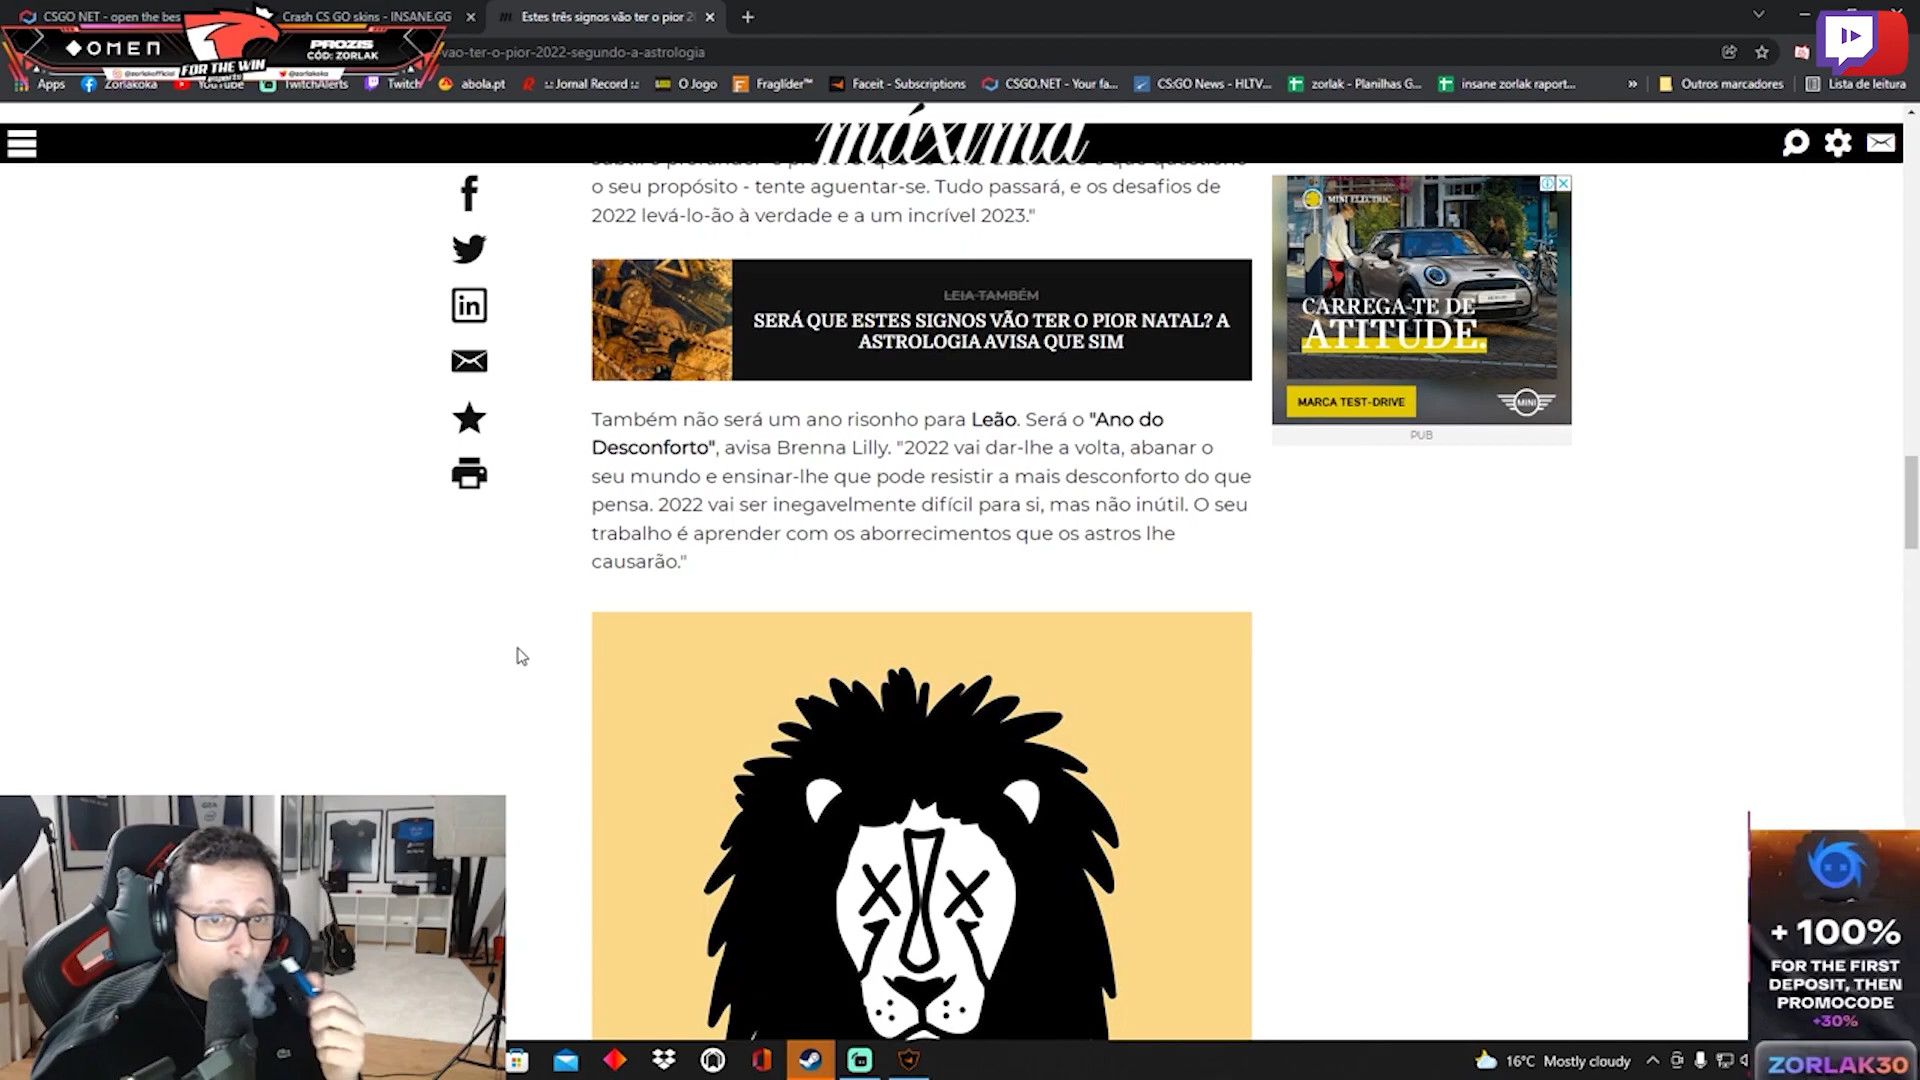 CSGO NET - open the bes
Crash CS GO skins - INSANE.GG
Estes três signos vão ter o pior 2
OMEN
PROZIS
CÓD: ZORLAK
FOR THE WIN
esports
@zorlakofficial
@zorlakoka
vao-ter-o-pior-2022-segundo-a-astrologia
Apps
Zorlakoka
YouTube
TwitchAlerts
Twitch
abola.pt
.::Jornal Record ::.
O Jogo
Fraglíder™
Faceit - Subscriptions
CSGO.NET - Your fa...
CS:GO News - HLTV...
zorlak - Planilhas G...
insane zorlak raport...
»
Outros marcadores
Lista de leitura
máxima
o seu propósito - tente aguentar-se. Tudo passará, e os desafios de
2022 levá-lo-ão à verdade e a um incrível 2023."
LEIA TAMBÉM
SERÁ QUE ESTES SIGNOS VÃO TER O PIOR NATAL? A
ASTROLOGIA AVISA QUE SIM
Também não será um ano risonho para Leão. Será o "Ano do
Desconforto", avisa Brenna Lilly. "2022 vai dar-lhe a volta, abanar o
seu mundo e ensinar-lhe que pode resistir a mais desconforto do que
pensa. 2022 vai ser inegavelmente difícil para si, mas não inútil. O seu
trabalho é aprender com os aborrecimentos que os astros lhe
causarão."
MINI ELECTRIC
CARREGA-TE DE
ATITUDE.
MARCA TEST-DRIVE
MINI
PUB
+ 100%
FOR THE FIRST
DEPOSIT, THEN
PROMOCODE
+30%
ZORLAK30
16°C Mostly cloudy